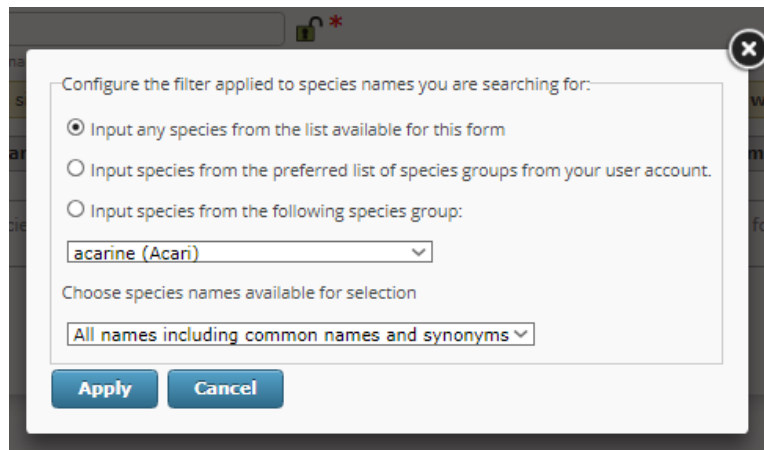 Configure the filter applied to species names you are searching for:
Input any species from the list available for this form
Input species from the preferred list of species groups from your user account.
Input species from the following species group:
acarine (Acari)
Choose species names available for selection
All names including common names and synonyms
Apply Cancel